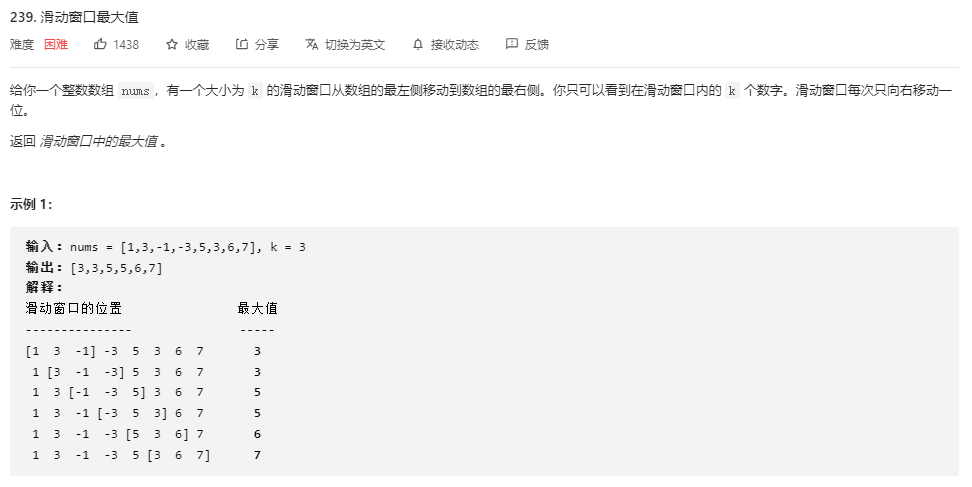 239. 滑动窗口最大值
难度 困难 1438 收藏 分享 切换为英文 接收动态 反馈
给你一个整数数组 nums，有一个大小为 k 的滑动窗口从数组的最左侧移动到数组的最右侧。你只可以看到在滑动窗口内的 k 个数字。滑动窗口每次只向右移动一
位。
返回 滑动窗口中的最大值 。
示例 1：
输入：nums = [1,3,-1,-3,5,3,6,7], k = 3
输出：[3,3,5,5,6,7]
解释：
滑动窗口的位置 最大值
--------------- -----
[1 3 -1] -3 5 3 6 7 3
1 [3 -1 -3] 5 3 6 7 3
1 3 [-1 -3 5] 3 6 7 5
1 3 -1 [-3 5 3] 6 7 5
1 3 -1 -3 [5 3 6] 7 6
1 3 -1 -3 5 [3 6 7] 7